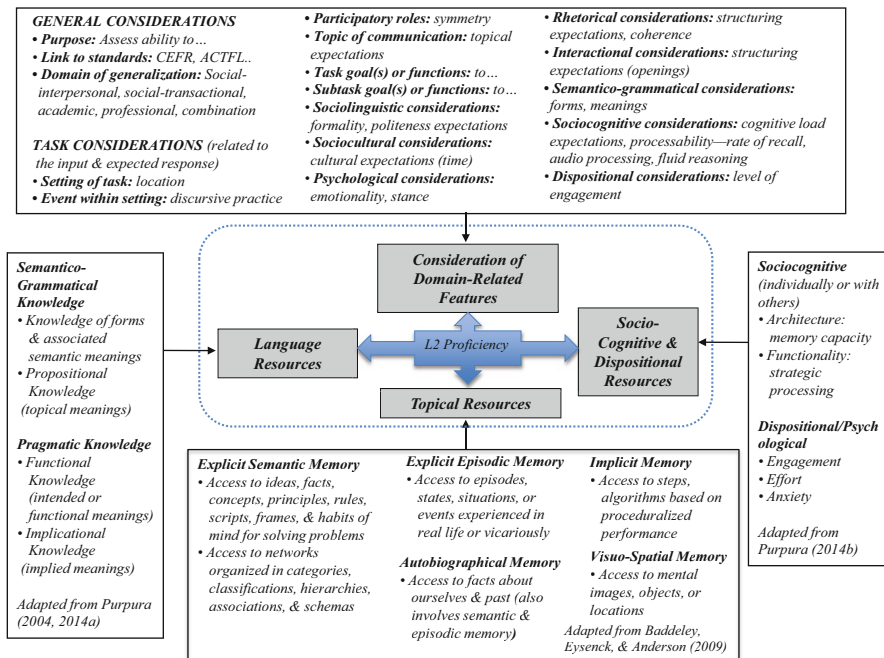 GENERAL CONSIDERATIONS
• Purpose: Assess ability to…
• Link to standards: CEFR, ACTFL..
• Domain of generalization: Social-
interpersonal, social-transactional,
academic, professional, combination
TASK CONSIDERATIONS (related to
the input & expected response)
• Setting of task: location
• Event within setting: discursive practice
• Participatory roles: symmetry
• Topic of communication: topical
expectations
• Task goal(s) or functions: to…
• Subtask goal(s) or functions: to…
• Sociolinguistic considerations:
formality, politeness expectations
• Sociocultural considerations:
cultural expectations (time)
• Psychological considerations:
emotionality, stance
• Rhetorical considerations: structuring
expectations, coherence
• Interactional considerations: structuring
expectations (openings)
• Semantico-grammatical considerations:
forms, meanings
• Sociocognitive considerations: cognitive load
expectations, processability—rate of recall,
audio processing, fluid reasoning
• Dispositional considerations: level of
engagement
Semantico-
Grammatical
Knowledge
• Knowledge of forms
& associated
semantic meanings
• Propositional
Knowledge
(topical meanings)
Pragmatic Knowledge
• Functional
Knowledge
(intended or
functional meanings)
• Implicational
Knowledge
(implied meanings)
Adapted from Purpura
(2004, 2014a)
Consideration of
Domain-Related
Features
Language
Resources
L2 Proficiency
Socio-
Cognitive &
Dispositional
Resources
Topical Resources
Sociocognitive
(individually or with
others)
• Architecture:
memory capacity
• Functionality:
strategic
processing
Dispositional/Psych
ological
• Engagement
• Effort
• Anxiety
Adapted from
Purpura (2014b)
Explicit Semantic Memory
• Access to ideas, facts,
concepts, principles, rules,
scripts, frames, & habits of
mind for solving problems
• Access to networks
organized in categories,
classifications, hierarchies,
associations, & schemas
Explicit Episodic Memory
• Access to episodes,
states, situations, or
events experienced in
real life or vicariously
Autobiographical Memory
• Access to facts about
ourselves & past (also
involves semantic &
episodic memory)
Implicit Memory
• Access to steps,
algorithms based on
proceduralized
performance
Visuo-Spatial Memory
• Access to mental
images, objects, or
locations
Adapted from Baddeley,
Eysenck, & Anderson (2009)